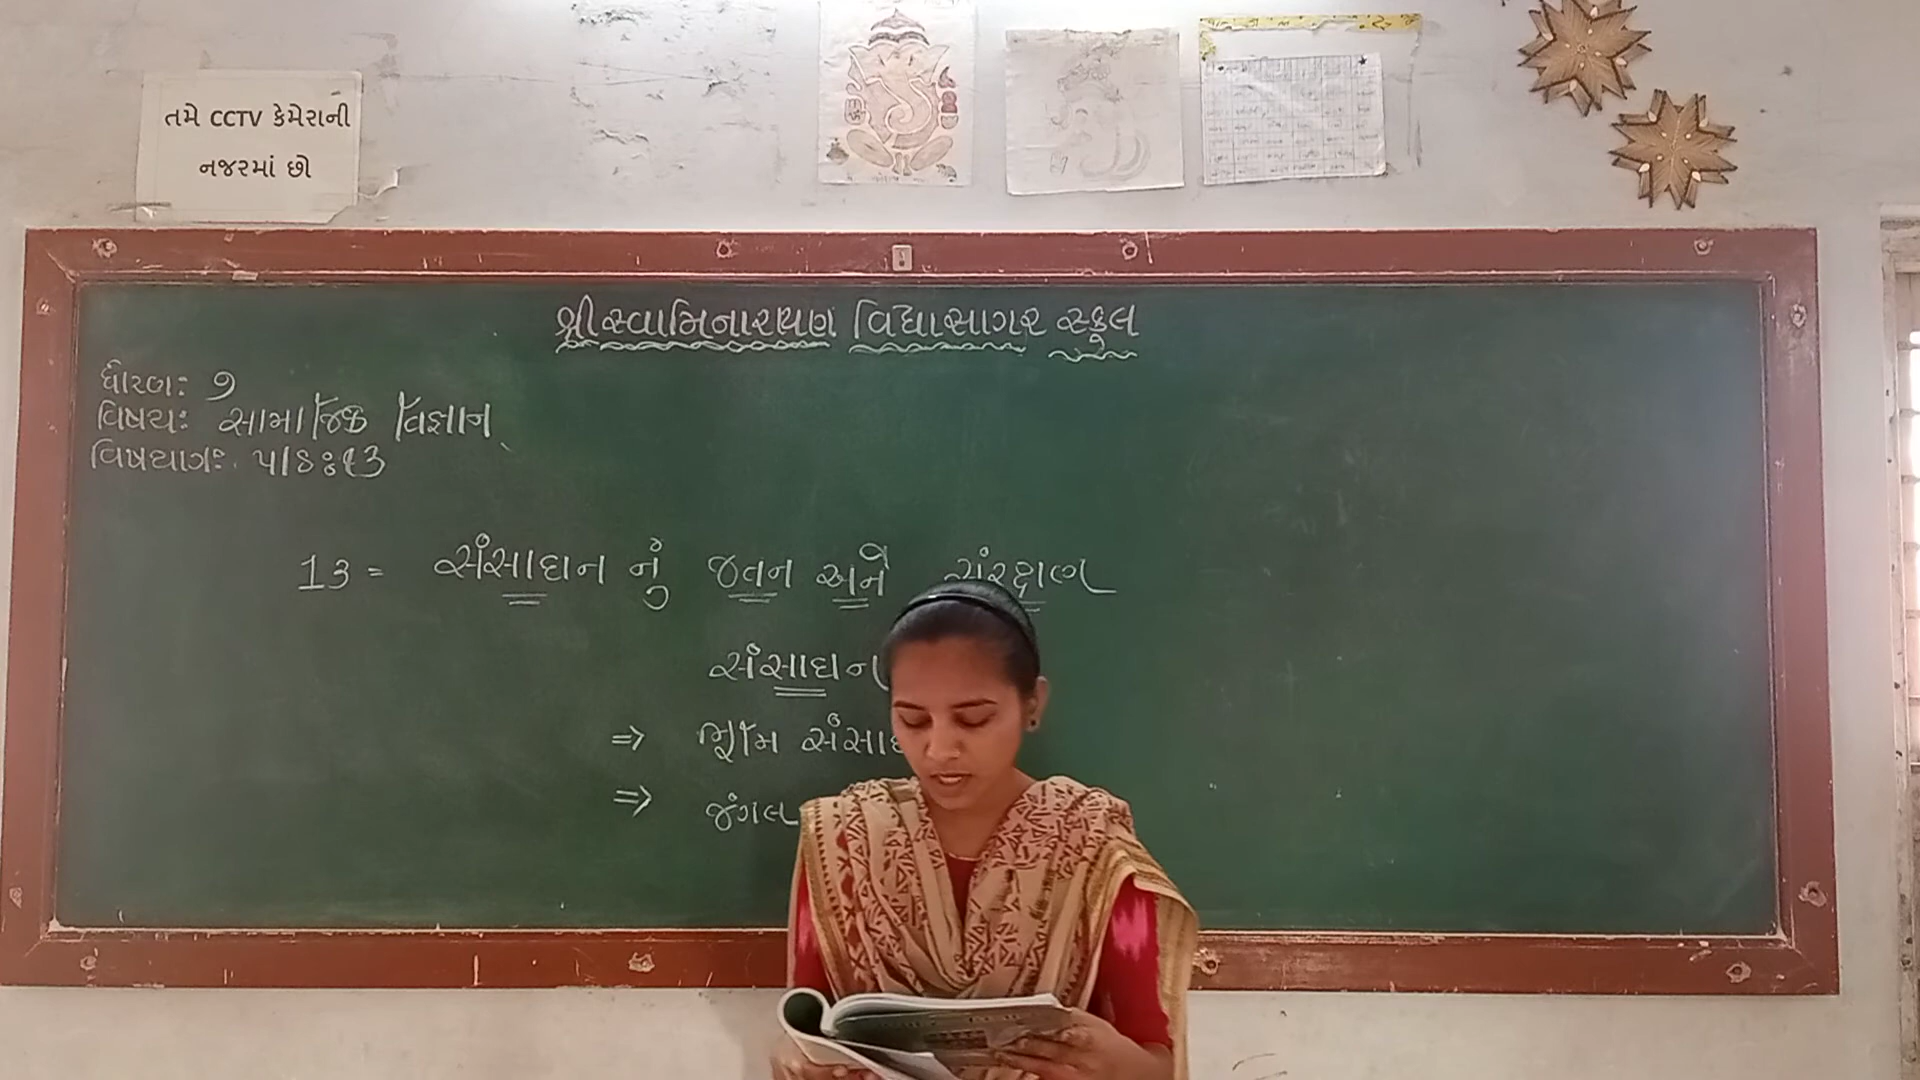 તમે CCTV કેમેરાની
નજરમાં છો
શ્રી સ્વામિનારાયણ વિદ્યાસાગર સ્કુલ
ધોરણ: ૭
વિષય: સામાજિક વિજ્ઞાન
વિષયાંગ: પાઠ:૧૩
13 = સંસાધન નું જતન અને સંરક્ષણ
સંસાધન
⇒ ભૂમિ
⇒ જંગલ